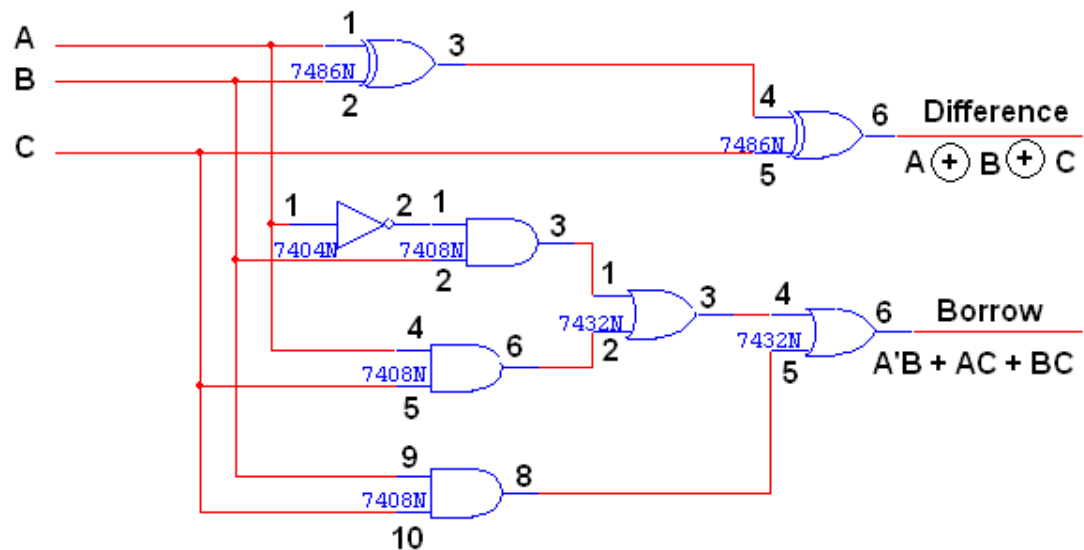 A 1 3
7486N
B 2
4 6 Difference
C 7486N
5 A + B + C
1 2 1 3
7404N 7408N
2
1 3 4 6 Borrow
7432N 7432N
2 5 A'B + AC + BC
4 6
7408N
5
9 8
7408N
10